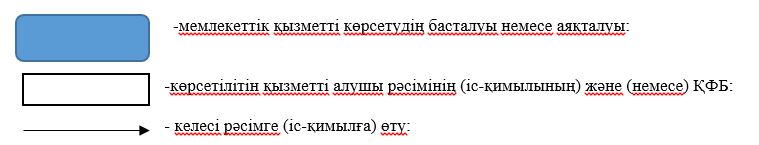 -мемлекеттік қызметті көрсетудің басталуы немесе аяқталуы:
-көрсетілітін қызметті алушы рәсімінің (іс-қимылының) және (немесе) ҚФБ:
- келесі рәсімге (іс-қимылға) өту: